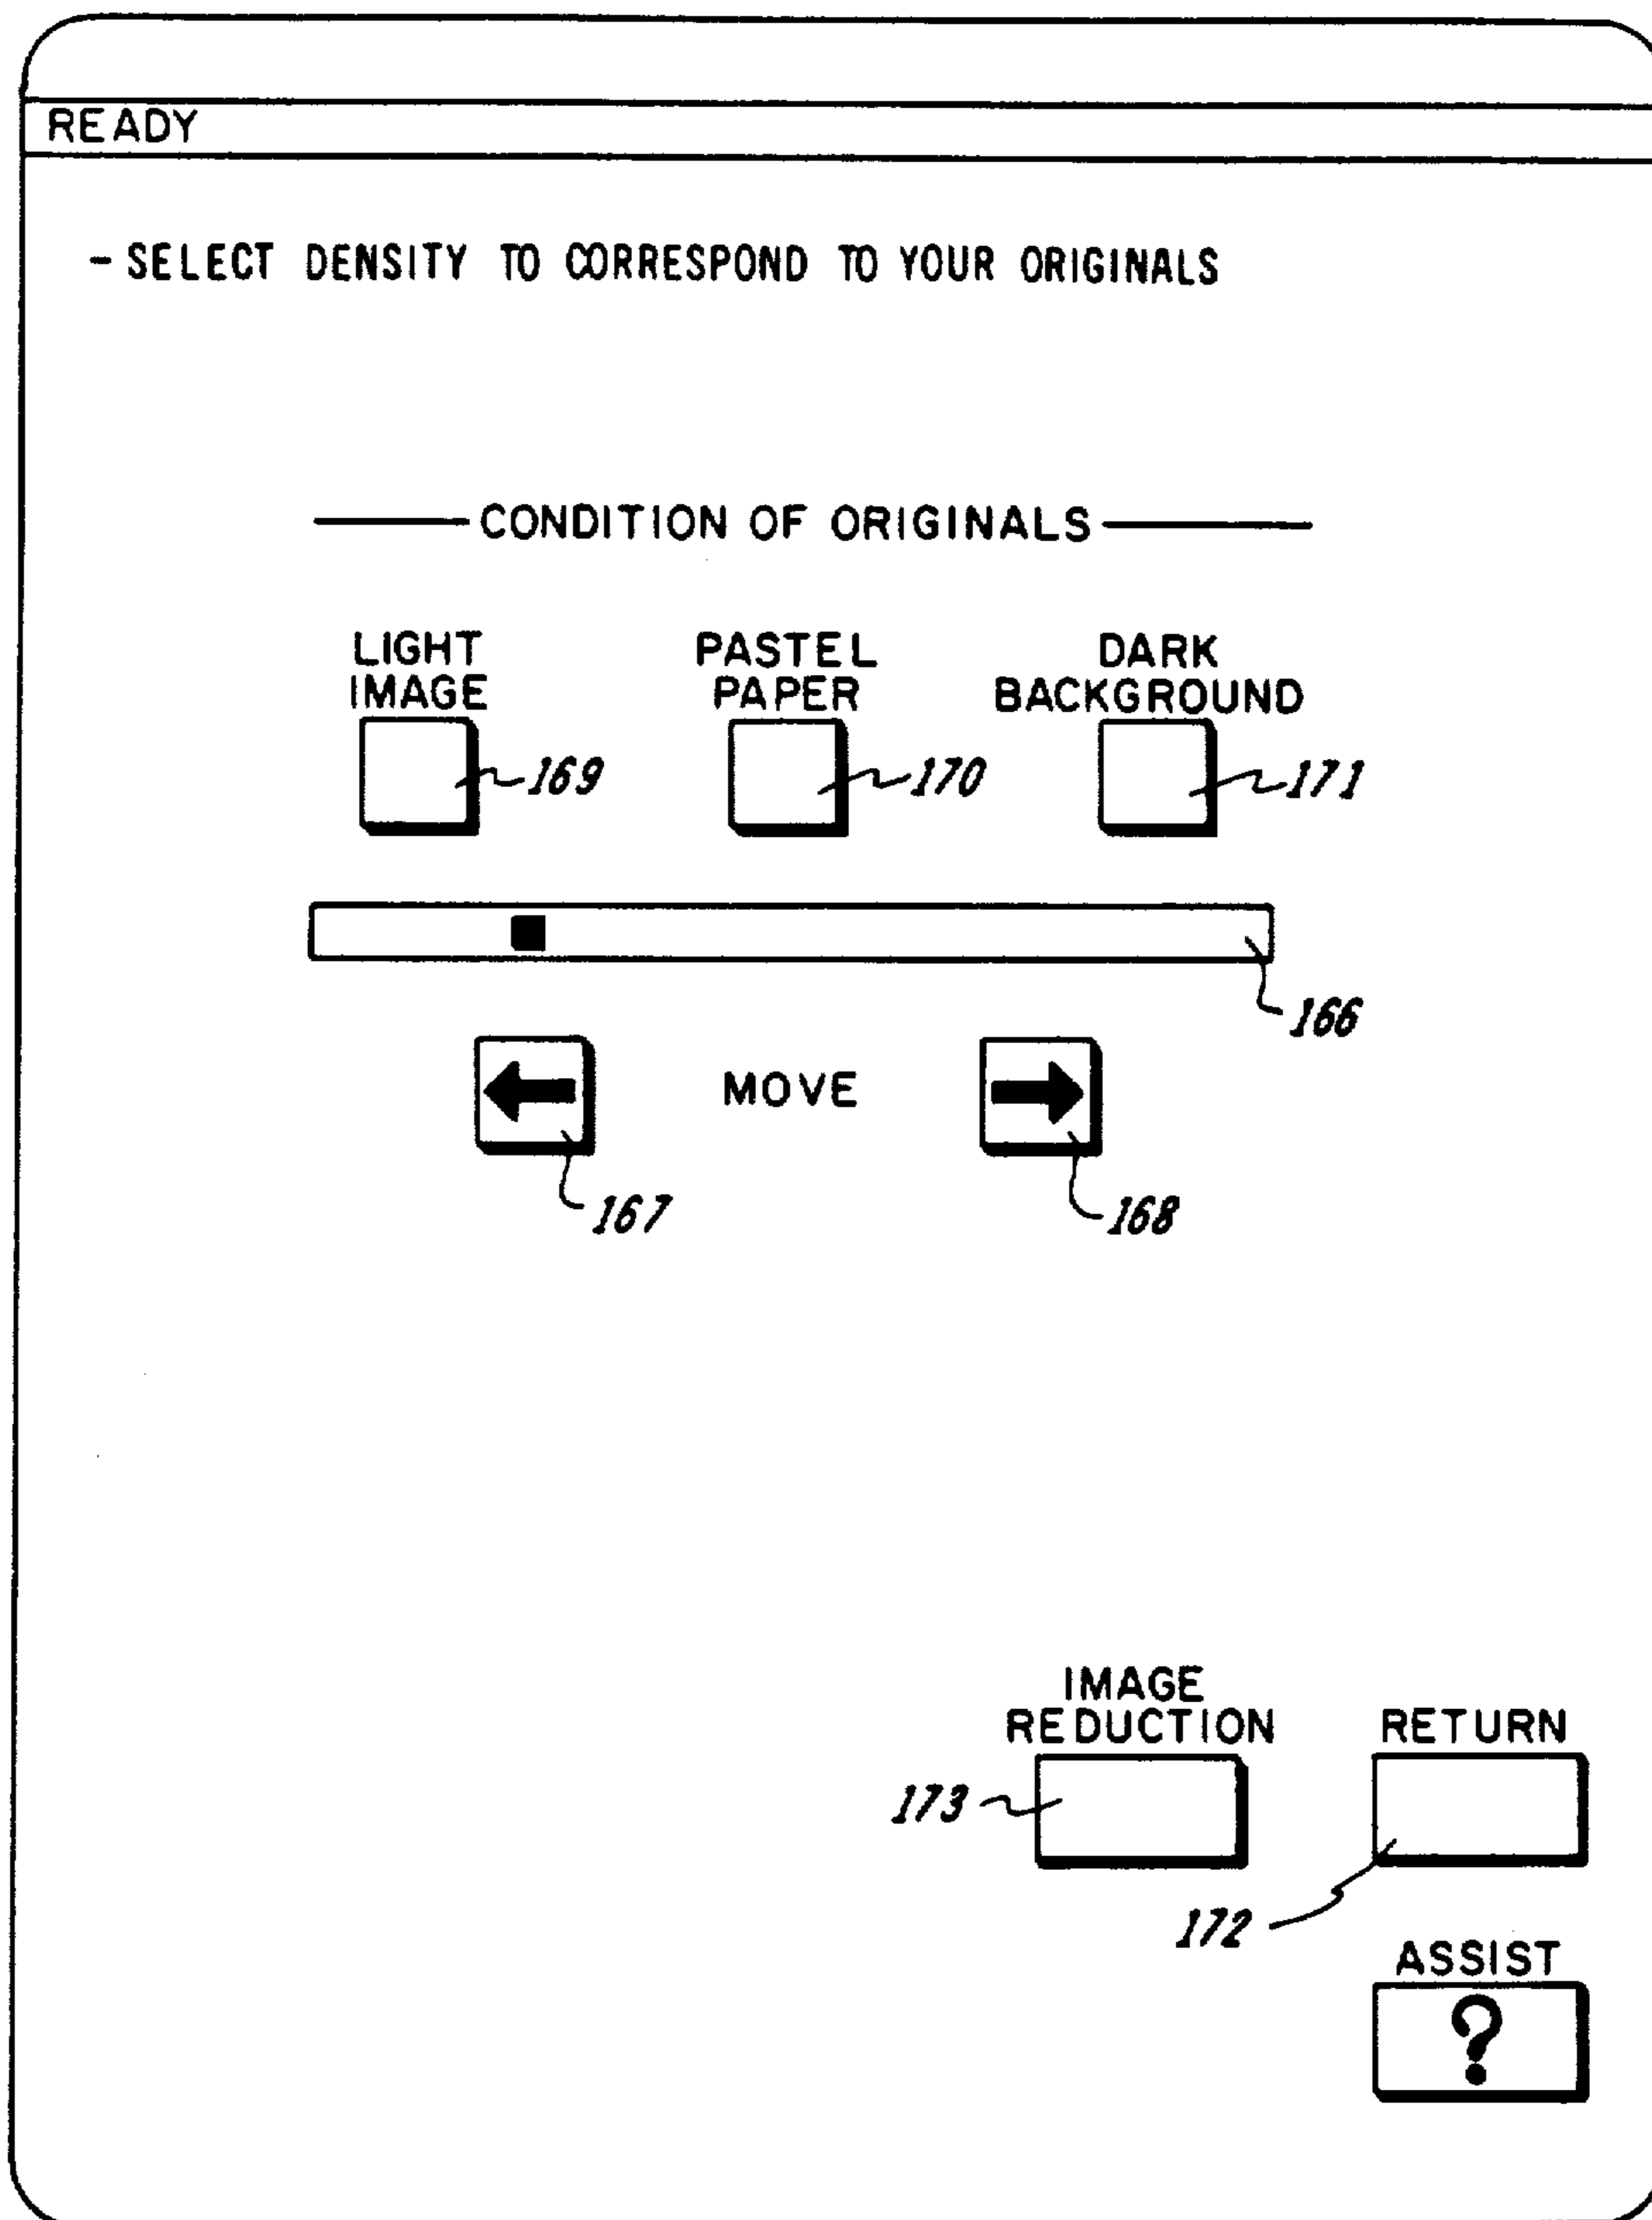 READY
- SELECT DENSITY TO CORRESPOND TO YOUR ORIGINALS
CONDITION OF ORIGINALS
LIGHT IMAGE
PASTEL PAPER
DARK BACKGROUND
169
170
171
166
MOVE
167
168
IMAGE REDUCTION
RETURN
173
172
ASSIST
?